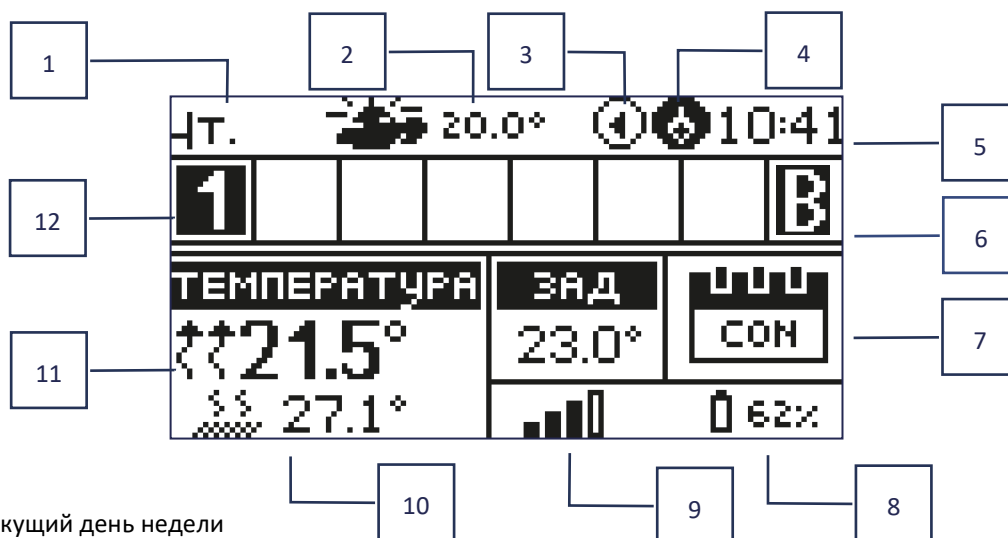 1 2 3 4
Чт. 20.0° 10:41
5
1 B
12 6
ТЕМПЕРАТУРА ЗАД
21.5° 23.0° CON
11 7
27.1° 62%
10 9 8
кущий день недели